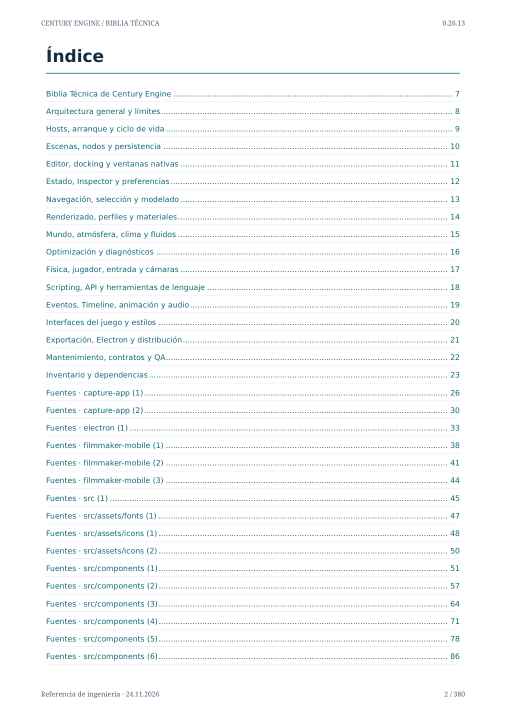 CENTURY ENGINE / BIBLIA TÉCNICA 0.26.13
Índice
Biblia Técnica de Century Engine 7
Arquitectura general y límites 8
Hosts, arranque y ciclo de vida 9
Escenas, nodos y persistencia 10
Editor, docking y ventanas nativas 11
Estado, Inspector y preferencias 12
Navegación, selección y modelado 13
Renderizado, perfiles y materiales 14
Mundo, atmósfera, clima y fluidos 15
Optimización y diagnósticos 16
Física, jugador, entrada y cámaras 17
Scripting, API y herramientas de lenguaje 18
Eventos, Timeline, animación y audio 19
Interfaces del juego y estilos 20
Exportación, Electron y distribución 21
Mantenimiento, contratos y QA 22
Inventario y dependencias 23
Fuentes · capture-app (1) 26
Fuentes · capture-app (2) 30
Fuentes · electron (1) 33
Fuentes · filmmaker-mobile (1) 38
Fuentes · filmmaker-mobile (2) 41
Fuentes · filmmaker-mobile (3) 44
Fuentes · src (1) 45
Fuentes · src/assets/fonts (1) 47
Fuentes · src/assets/icons (1) 48
Fuentes · src/assets/icons (2) 50
Fuentes · src/components (1) 51
Fuentes · src/components (2) 57
Fuentes · src/components (3) 64
Fuentes · src/components (4) 71
Fuentes · src/components (5) 78
Fuentes · src/components (6) 86
Referencia de ingeniería · 24.11.2026 2 / 380